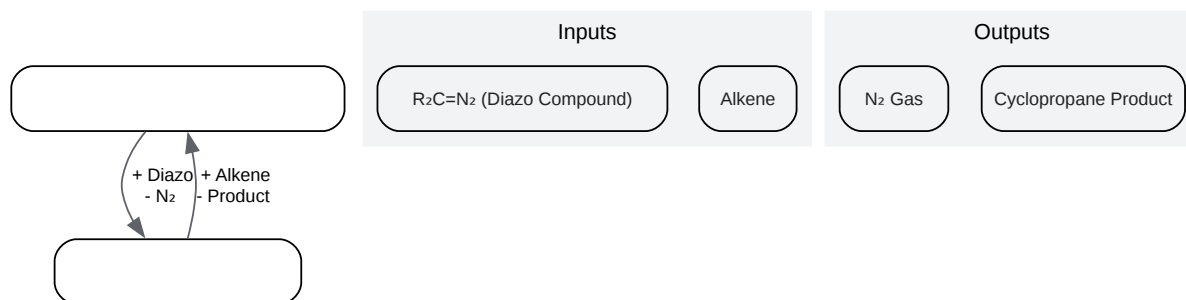 Inputs
Outputs
R₂C=N₂ (Diazo Compound)
Alkene
N₂ Gas
Cyclopropane Product
+ Diazo
- N₂
+ Alkene
- Product